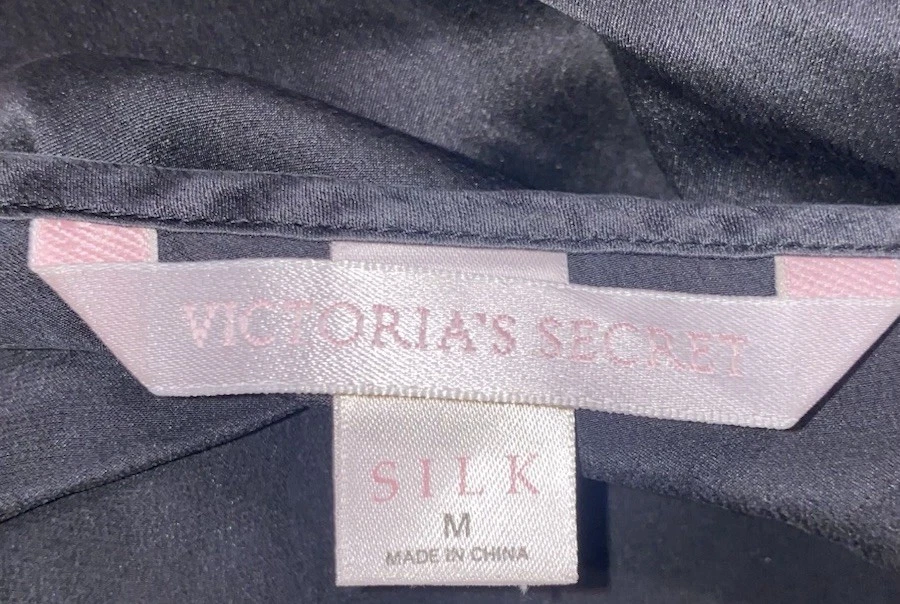 VICTORIA'S SECRET
SILK
M
MADE IN CHINA